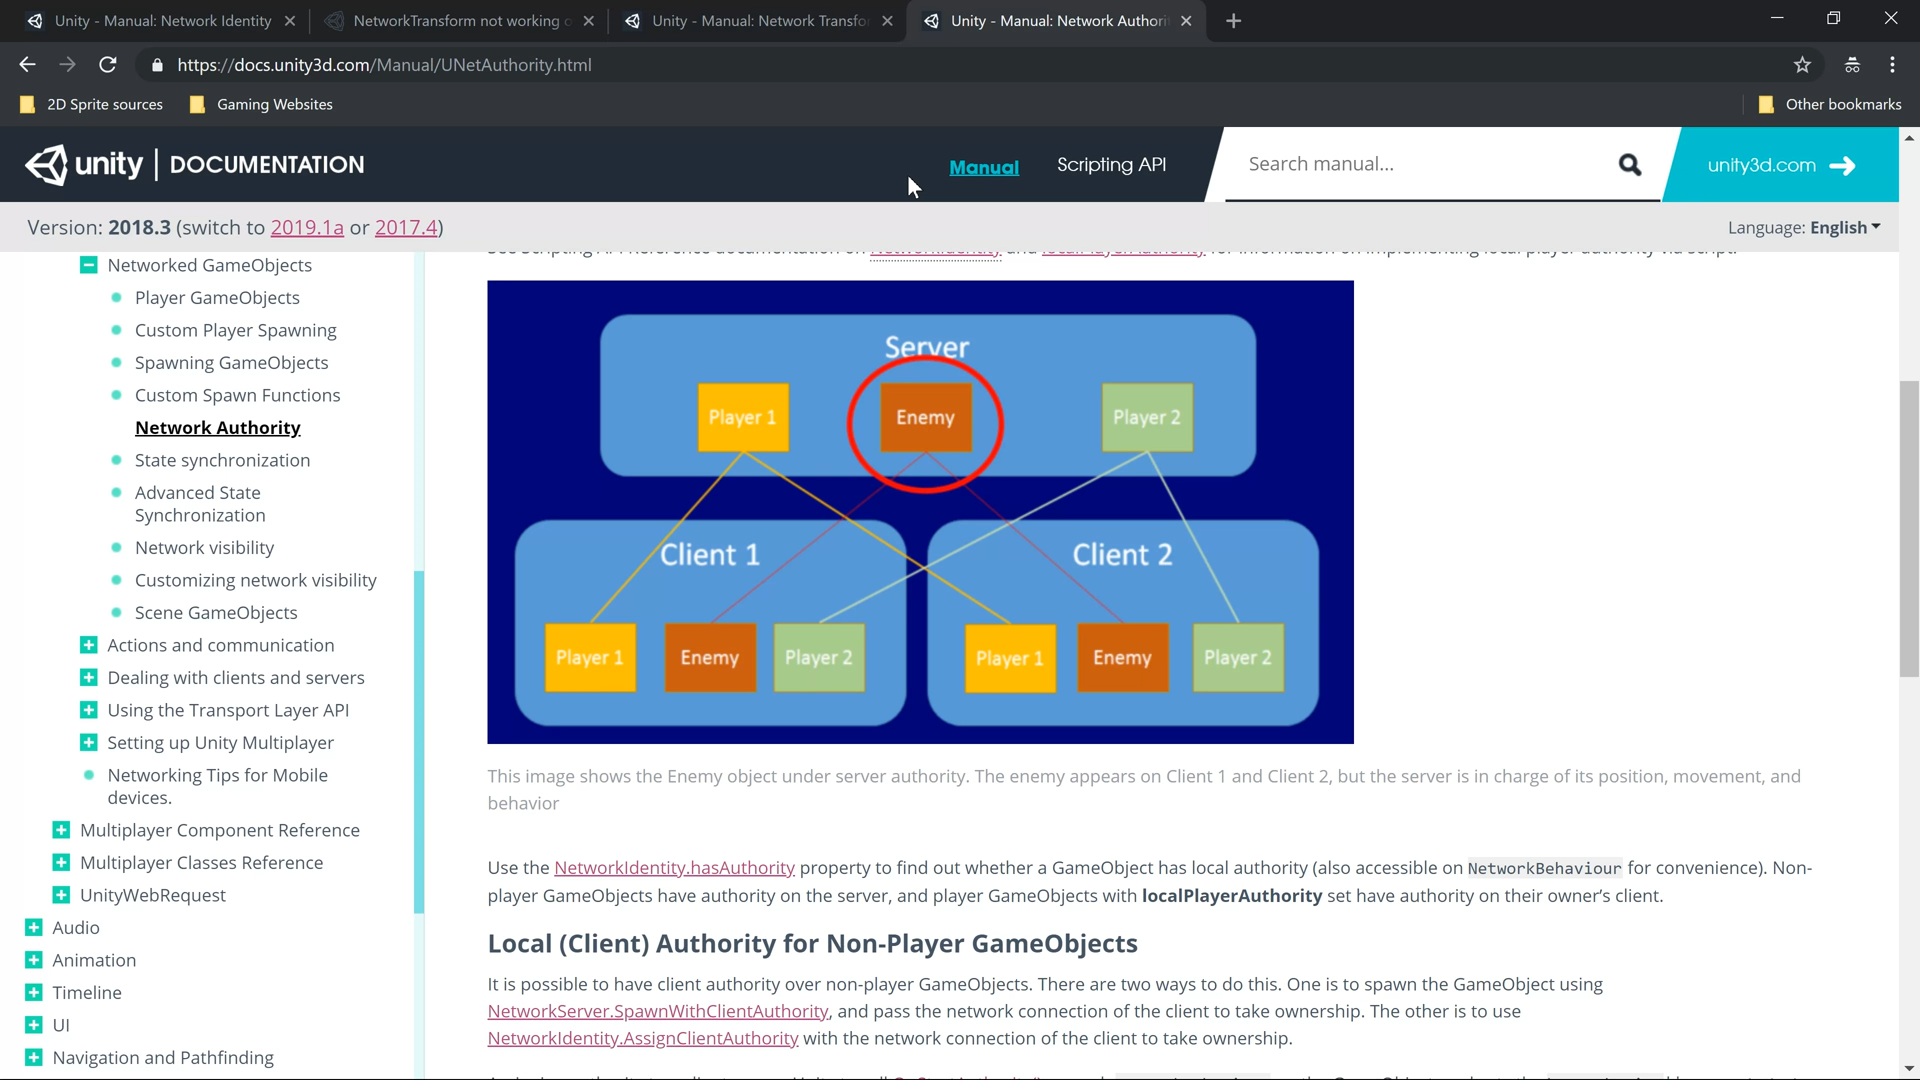 Unity - Manual: Network Identity
NetworkTransform not working o
Unity - Manual: Network Transfo
Unity - Manual: Network Authori
https://docs.unity3d.com/Manual/UNetAuthority.html
2D Sprite sources
Gaming Websites
Other bookmarks
unity | DOCUMENTATION
Manual
Scripting API
Search manual...
unity3d.com
Version: 2018.3 (switch to 2019.1a or 2017.4)
Language: English
Networked GameObjects
Player GameObjects
Custom Player Spawning
Spawning GameObjects
Custom Spawn Functions
Network Authority
State synchronization
Advanced State
Synchronization
Network visibility
Customizing network visibility
Scene GameObjects
Actions and communication
Dealing with clients and servers
Using the Transport Layer API
Setting up Unity Multiplayer
Networking Tips for Mobile
devices.
Multiplayer Component Reference
Multiplayer Classes Reference
UnityWebRequest
Audio
Animation
Timeline
UI
Navigation and Pathfinding
Server
Player 1
Enemy
Player 2
Client 1
Client 2
Player 1
Enemy
Player 2
Player 1
Enemy
Player 2
This image shows the Enemy object under server authority. The enemy appears on Client 1 and Client 2, but the server is in charge of its position, movement, and
behavior
Use the NetworkIdentity.hasAuthority property to find out whether a GameObject has local authority (also accessible on NetworkBehaviour for convenience). Non-
player GameObjects have authority on the server, and player GameObjects with localPlayerAuthority set have authority on their owner's client.
Local (Client) Authority for Non-Player GameObjects
It is possible to have client authority over non-player GameObjects. There are two ways to do this. One is to spawn the GameObject using
NetworkServer.SpawnWithClientAuthority, and pass the network connection of the client to take ownership. The other is to use
NetworkIdentity.AssignClientAuthority with the network connection of the client to take ownership.